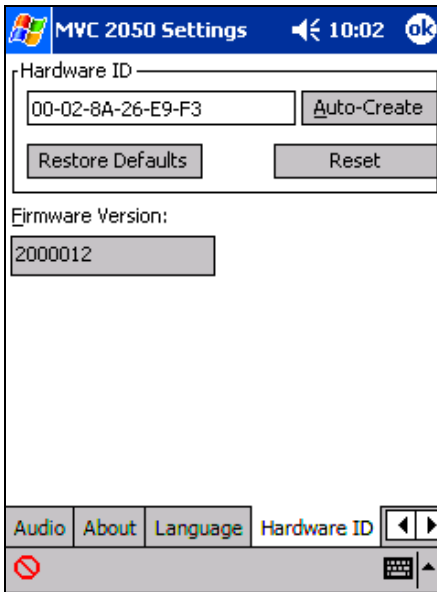 MVC 2050 Settings 10:02 ok
Hardware ID
00-02-8A-26-E9-F3 Auto-Create
Restore Defaults Reset
Firmware Version:
2000012
Audio About Language Hardware ID